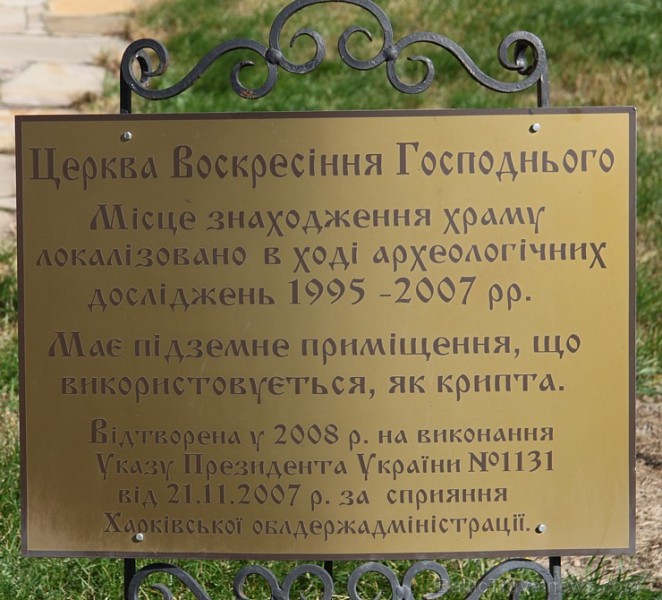 Церква Воскресіння Господнього
Місце знаходження храму
локалізовано в ході археологічних
досліджень 1995 -2007 рр.
Має підземне приміщення, що
використовується, як крипта.
Відтворена у 2008 р. на виконання
Указу Президента України №1131
від 21.11.2007 р. за сприяння
Харківської облдержадміністрації.